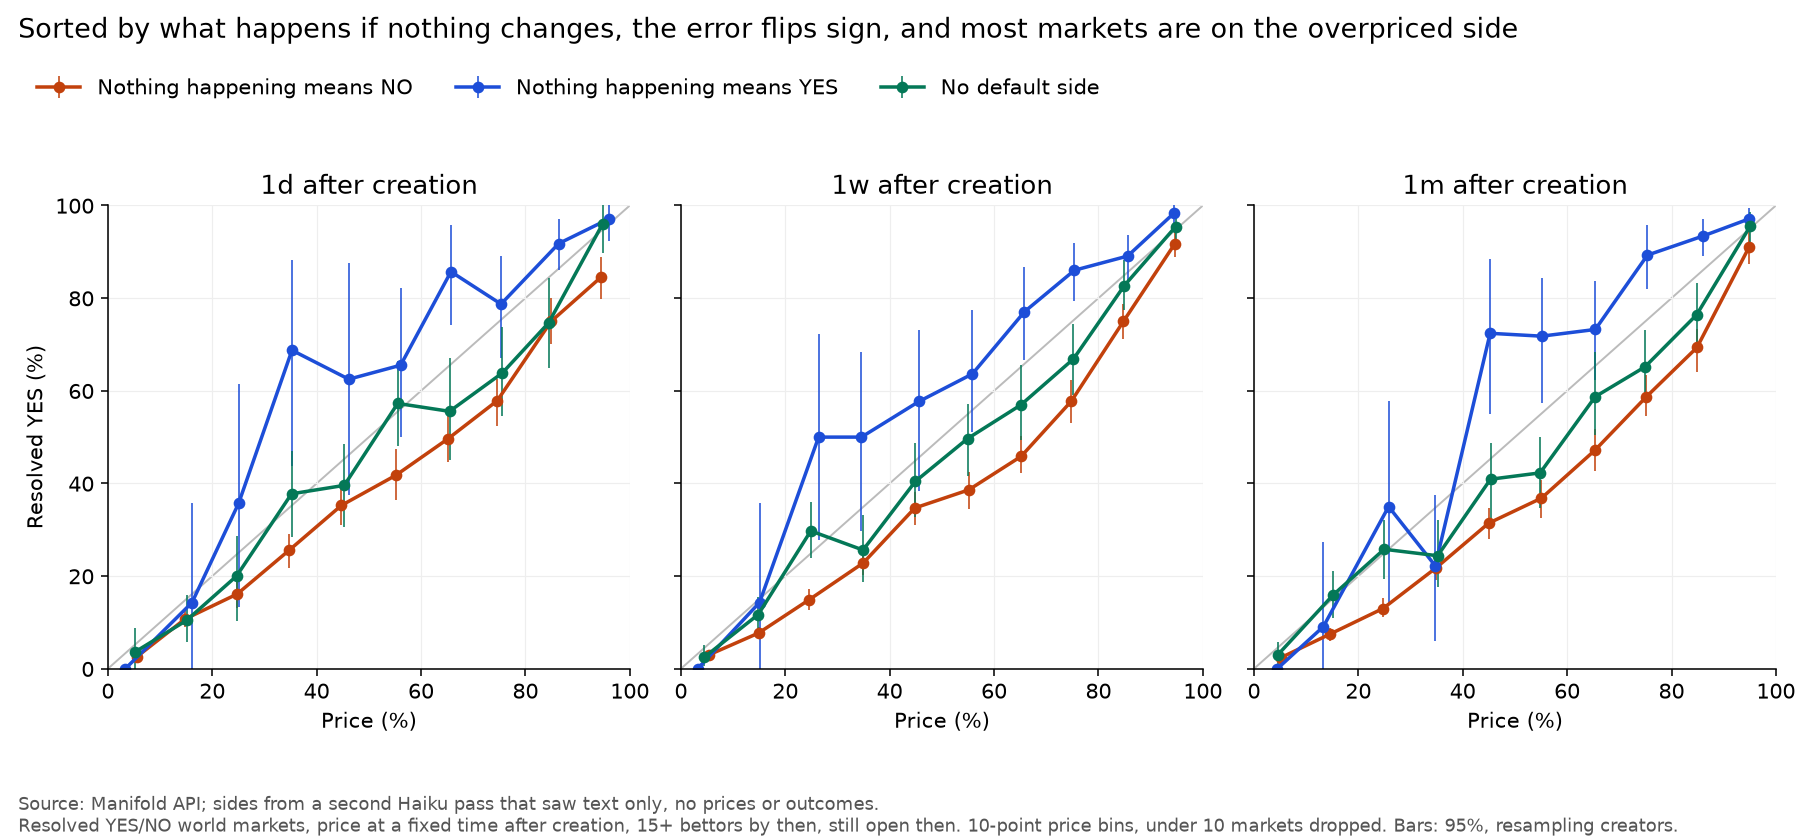 Sorted by what happens if nothing changes, the error flips sign, and most markets are on the overpriced side
Nothing happening means NO
Nothing happening means YES
No default side
1d after creation
1w after creation
1m after creation
Resolved YES (%)
100
80
60
40
20
0
0 20 40 60 80 100
0 20 40 60 80 100
0 20 40 60 80 100
Price (%)
Price (%)
Price (%)
Source: Manifold API; sides from a second Haiku pass that saw text only, no prices or outcomes.
Resolved YES/NO world markets, price at a fixed time after creation, 15+ bettors by then, still open then. 10-point price bins, under 10 markets dropped. Bars: 95%, resampling creators.